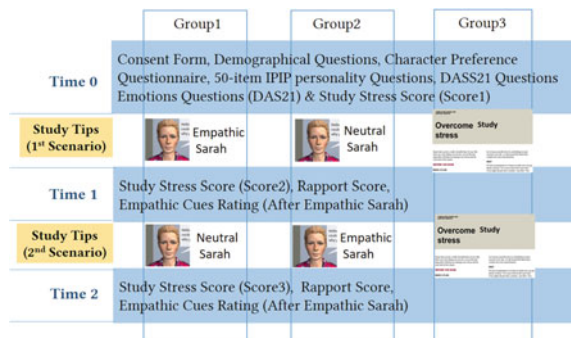 Group1 Group2 Group3
Time 0
Consent Form, Demographical Questions, Character Preference
Questionnaire, 50-item IPIP personality Questions, DASS21 Questions
Emotions Questions (DAS21) & Study Stress Score (Score1)
Study Tips
(1st Scenario)
Empathic
Sarah
Neutral
Sarah
Overcome Study
stress
Time 1
Study Stress Score (Score2), Rapport Score,
Empathic Cues Rating (After Empathic Sarah)
Study Tips
(2nd Scenario)
Neutral
Sarah
Empathic
Sarah
Overcome Study
stress
Time 2
Study Stress Score (Score3), Rapport Score,
Empathic Cues Rating (After Empathic Sarah)